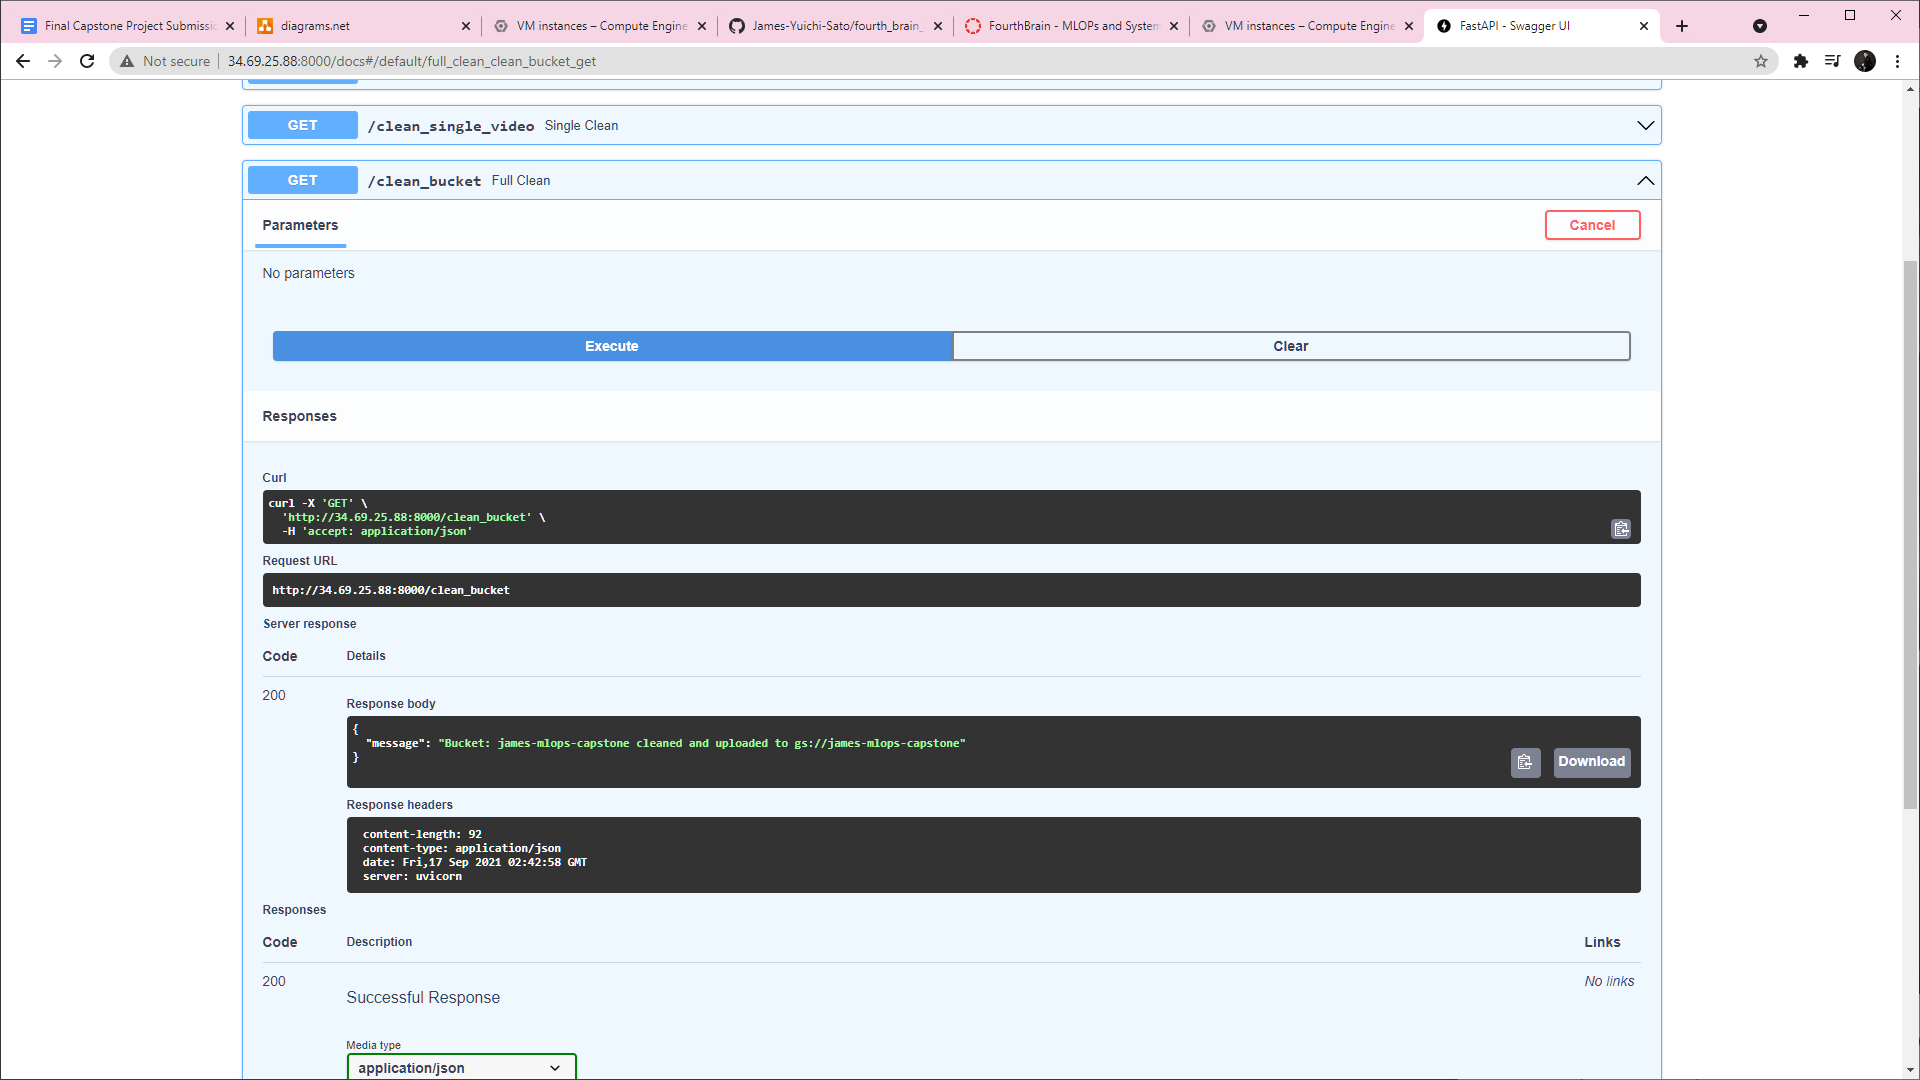 Final Capstone Project Submissic
diagrams.net
VM instances – Compute Engine
James-Yuichi-Sato/fourth_brain_
FourthBrain - MLOPs and System
VM instances – Compute Engine
FastAPI - Swagger UI
Not secure
34.69.25.88:8000/docs#/default/full_clean_clean_bucket_get
GET /clean_single_video Single Clean
GET /clean_bucket Full Clean
Parameters
Cancel
No parameters
Execute
Clear
Responses
Curl
curl -X 'GET' \
'http://34.69.25.88:8000/clean_bucket' \
-H 'accept: application/json'
Request URL
http://34.69.25.88:8000/clean_bucket
Server response
Code Details
200
Response body
{
"message": "Bucket: james-mlops-capstone cleaned and uploaded to gs://james-mlops-capstone"
}
Download
Response headers
content-length: 92
content-type: application/json
date: Fri,17 Sep 2021 02:42:58 GMT
server: uvicorn
Responses
Code Description Links
200
No links
Successful Response
Media type
application/json